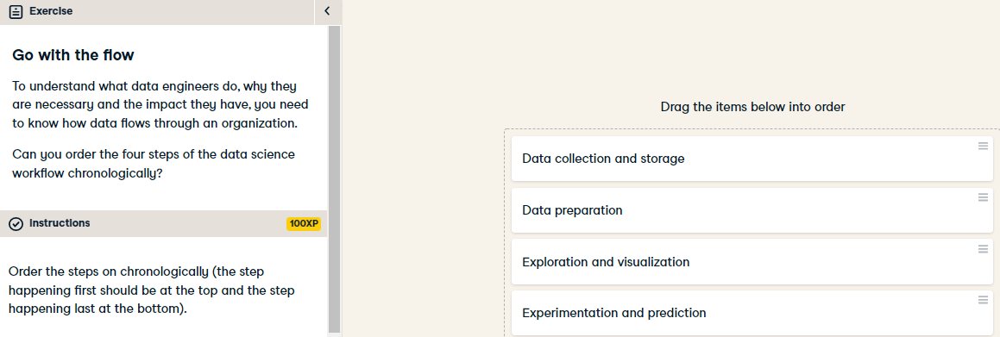 Exercise
Go with the flow
To understand what data engineers do, why they
are necessary and the impact they have, you need
to know how data flows through an organization.
Can you order the four steps of the data science
workflow chronologically?
Instructions
100XP
Order the steps on chronologically (the step
happening first should be at the top and the step
happening last at the bottom).
Drag the items below into order
Data collection and storage
Data preparation
Exploration and visualization
Experimentation and prediction